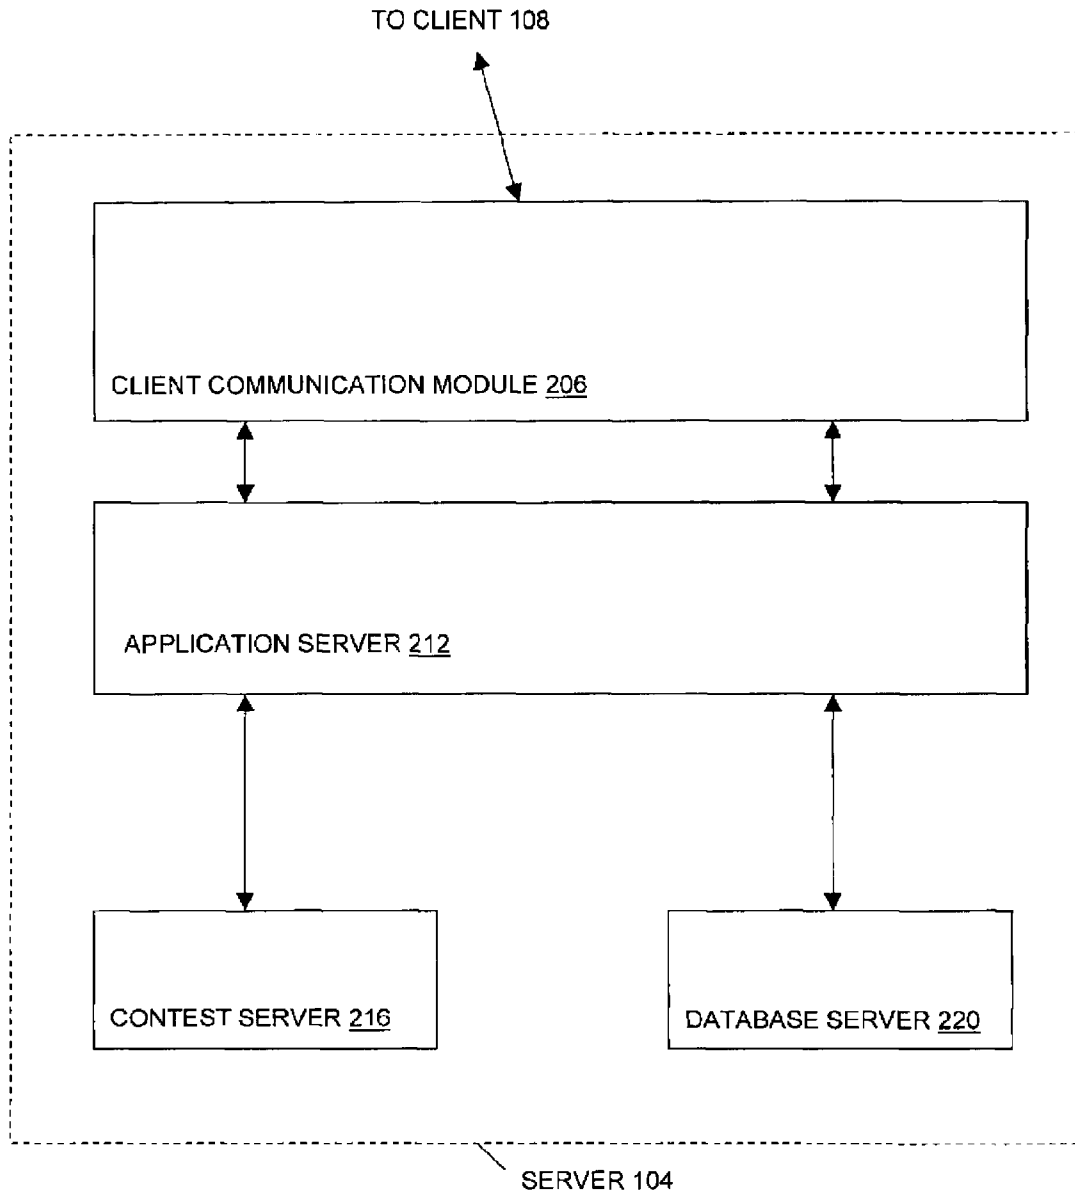 TO CLIENT 108
CLIENT COMMUNICATION MODULE 206
APPLICATION SERVER 212
CONTEST SERVER 216
DATABASE SERVER 220
SERVER 104